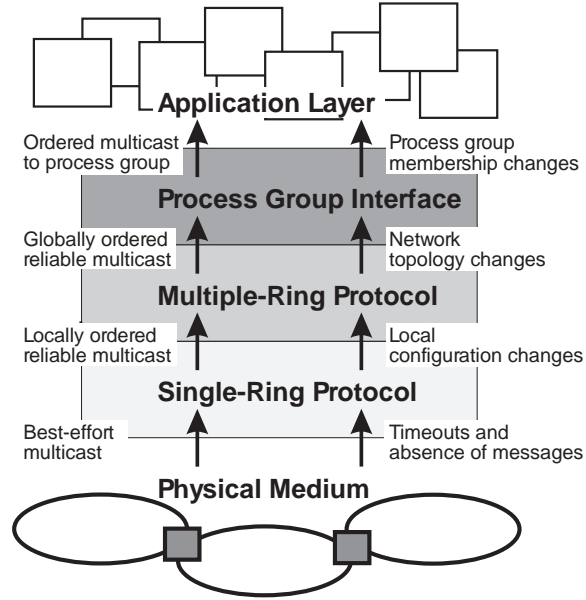 Application Layer
Ordered multicast
to process group
Process group
membership changes
Process Group Interface
Globally ordered
reliable multicast
Network
topology changes
Multiple-Ring Protocol
Locally ordered
reliable multicast
Local
configuration changes
Single-Ring Protocol
Best-effort
multicast
Timeouts and
absence of messages
Physical Medium